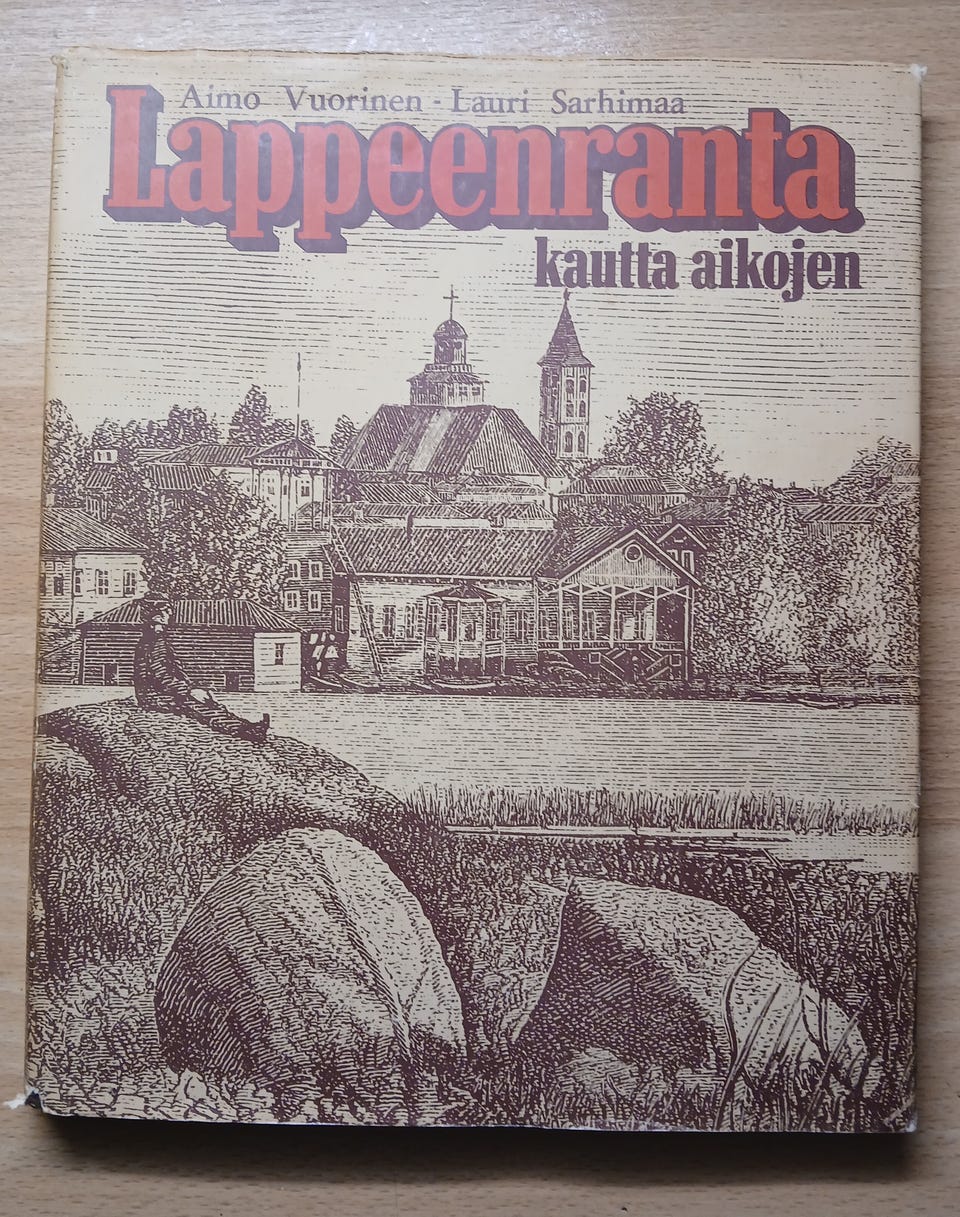 Aimo Vuorinen - Lauri Sarhimaa
Lappeenranta
kautta aikojen